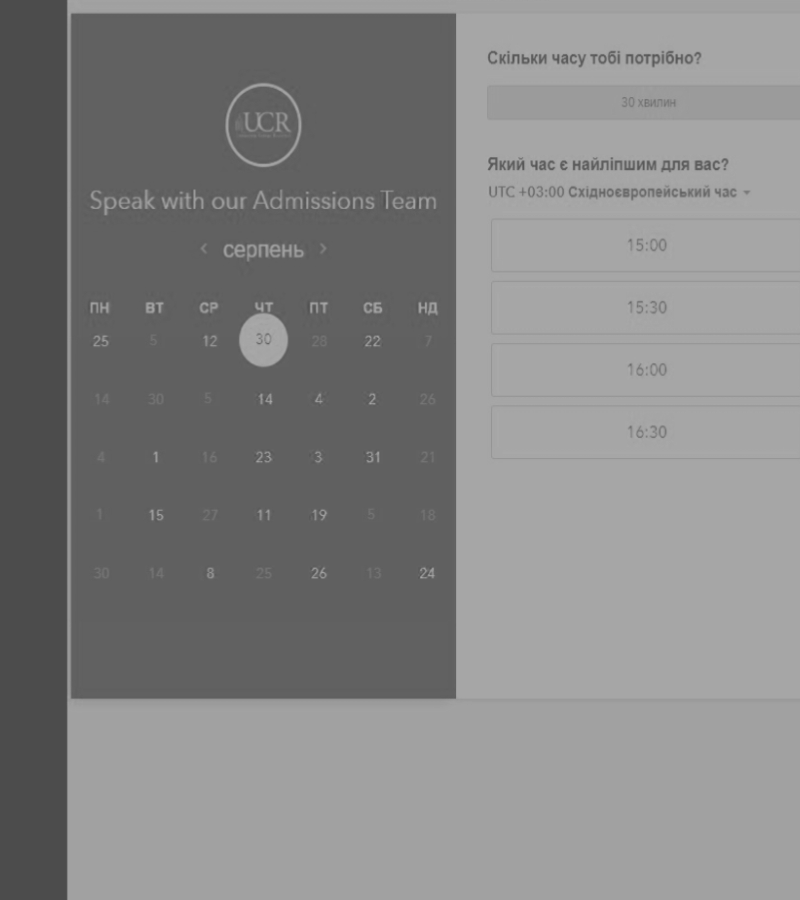 UCR
Speak with our Admissions Team
< серпень >
ПН ВТ СР ЧТ ПТ СБ НД
25 5 12 30 28 22 7
14 30 5 14 4 2 26
4 1 16 23 3 31 21
1 15 27 11 19 5 18
30 14 8 25 26 13 24
Скільки часу тобі потрібно?
30 хвилин
Який час є найліпшим для вас?
UTC +03:00 Східноєвропейський час
15:00
15:30
16:00
16:30